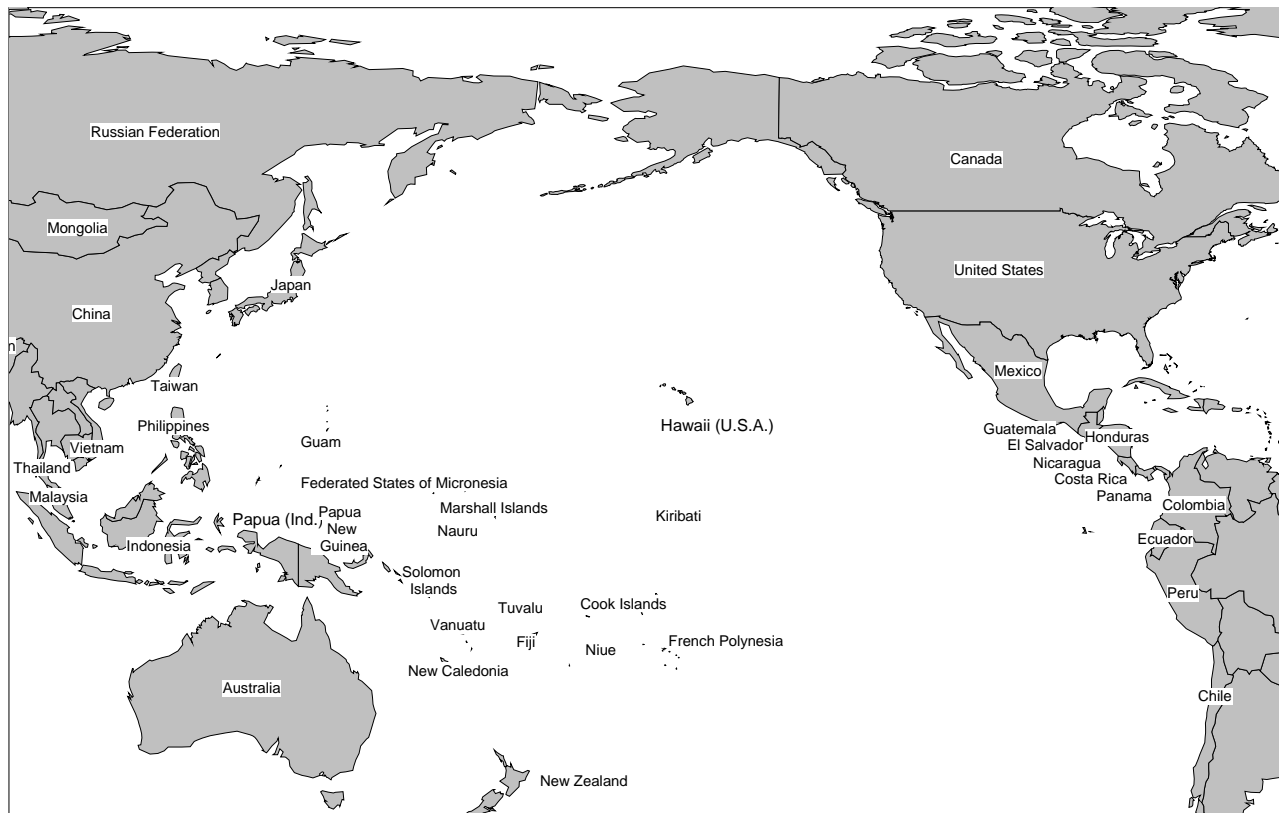 Russian Federation
Canada
Mongolia
United States
Japan
China
n
Mexico
Taiwan
Philippines
Hawaii (U.S.A.)
Guatemala
Guam
Honduras
El Salvador
Vietnam
Thailand
Nicaragua
Costa Rica
Federated States of Micronesia
Malaysia
Panama
Colombia
Marshall Islands
Papua (Ind.)
Papua
New
Guinea
Kiribati
Nauru
Ecuador
Indonesia
Solomon
Islands
Peru
Cook Islands
Tuvalu
Vanuatu
Fiji
French Polynesia
Niue
New Caledonia
Australia
Chile
New Zealand